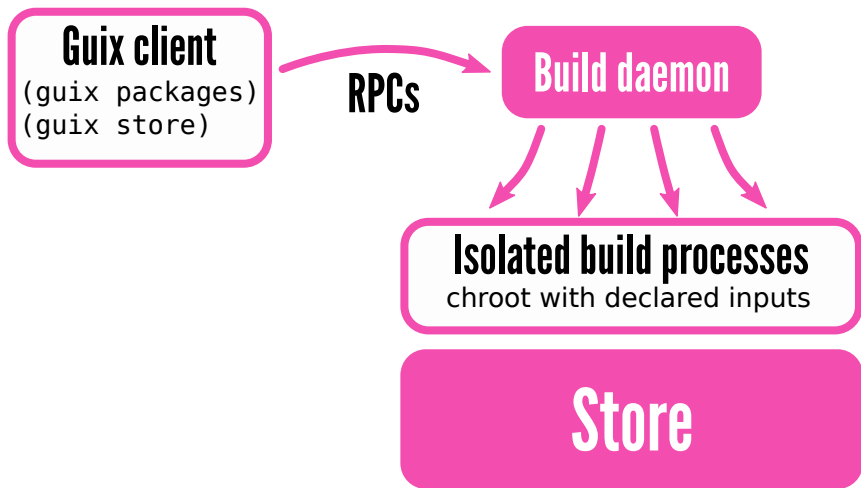 Guix client
(guix packages)
(guix store)
RPCs
Build daemon
Isolated build processes
chroot with declared inputs
Store